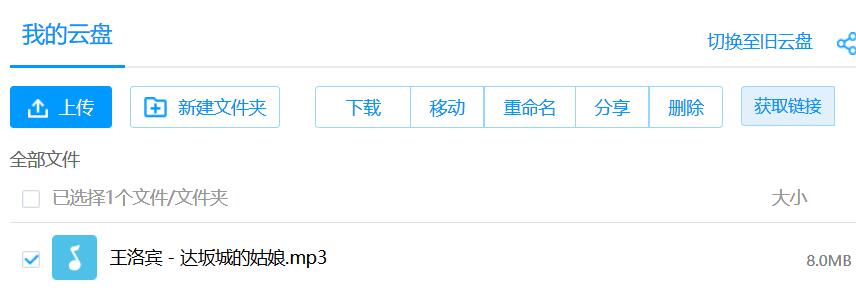 我的云盘
切换至旧云盘
上传 新建文件夹 下载 移动 重命名 分享 删除 获取链接
全部文件
已选择1个文件/文件夹 大小
王洛宾 - 达坂城的姑娘.mp3 8.0MB